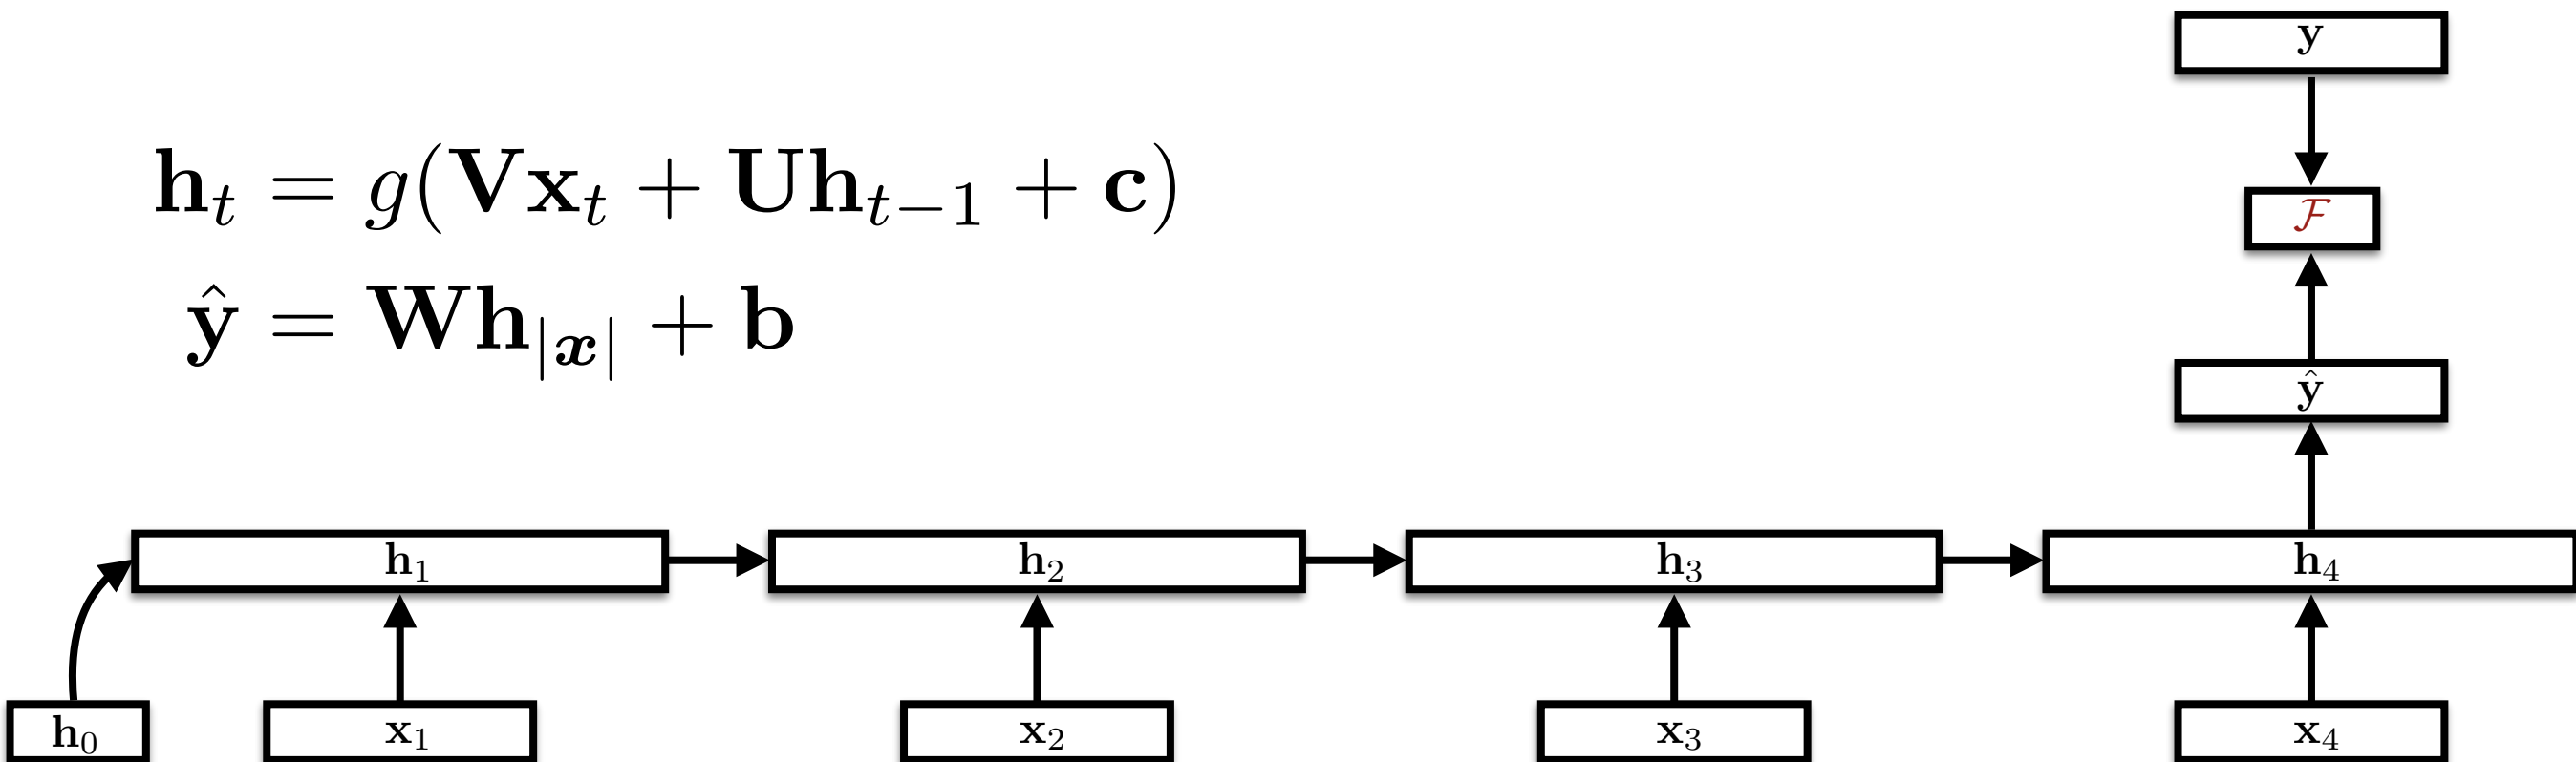 y
h_t = g(Vx_t + Uh_{t−1} + c)
F
ŷ = Wh_{|x|} + b
ŷ
h_1 h_2 h_3 h_4
h_0 x_1 x_2 x_3 x_4